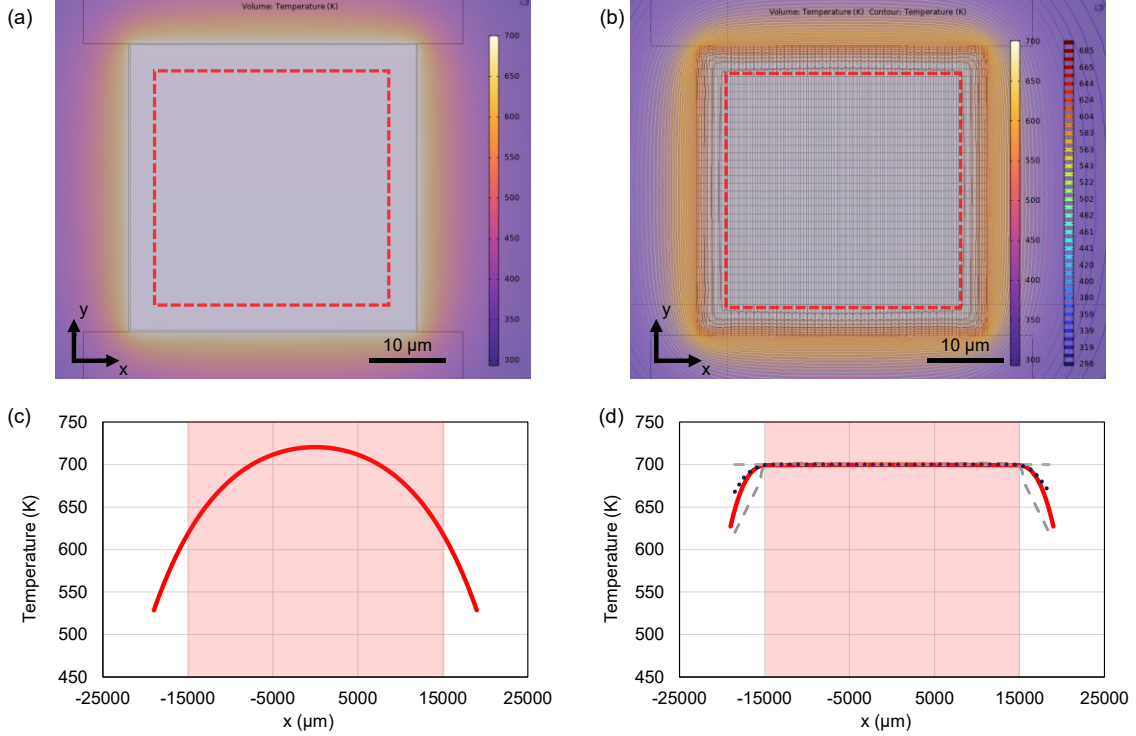 (a)
Volume: Temperature (K)
700
650
600
550
500
450
400
350
300
y
x
10 µm
(b)
Volume: Temperature (K) Contour: Temperature (K)
700
650
600
550
500
450
400
350
300
685
665
644
624
604
583
563
543
522
502
482
461
441
420
400
380
359
339
319
298
y
x
10 µm
(c)
Temperature (K)
750
700
650
600
550
500
450
-25000 -15000 -5000 5000 15000 25000
x (µm)
(d)
Temperature (K)
750
700
650
600
550
500
450
-25000 -15000 -5000 5000 15000 25000
x (µm)